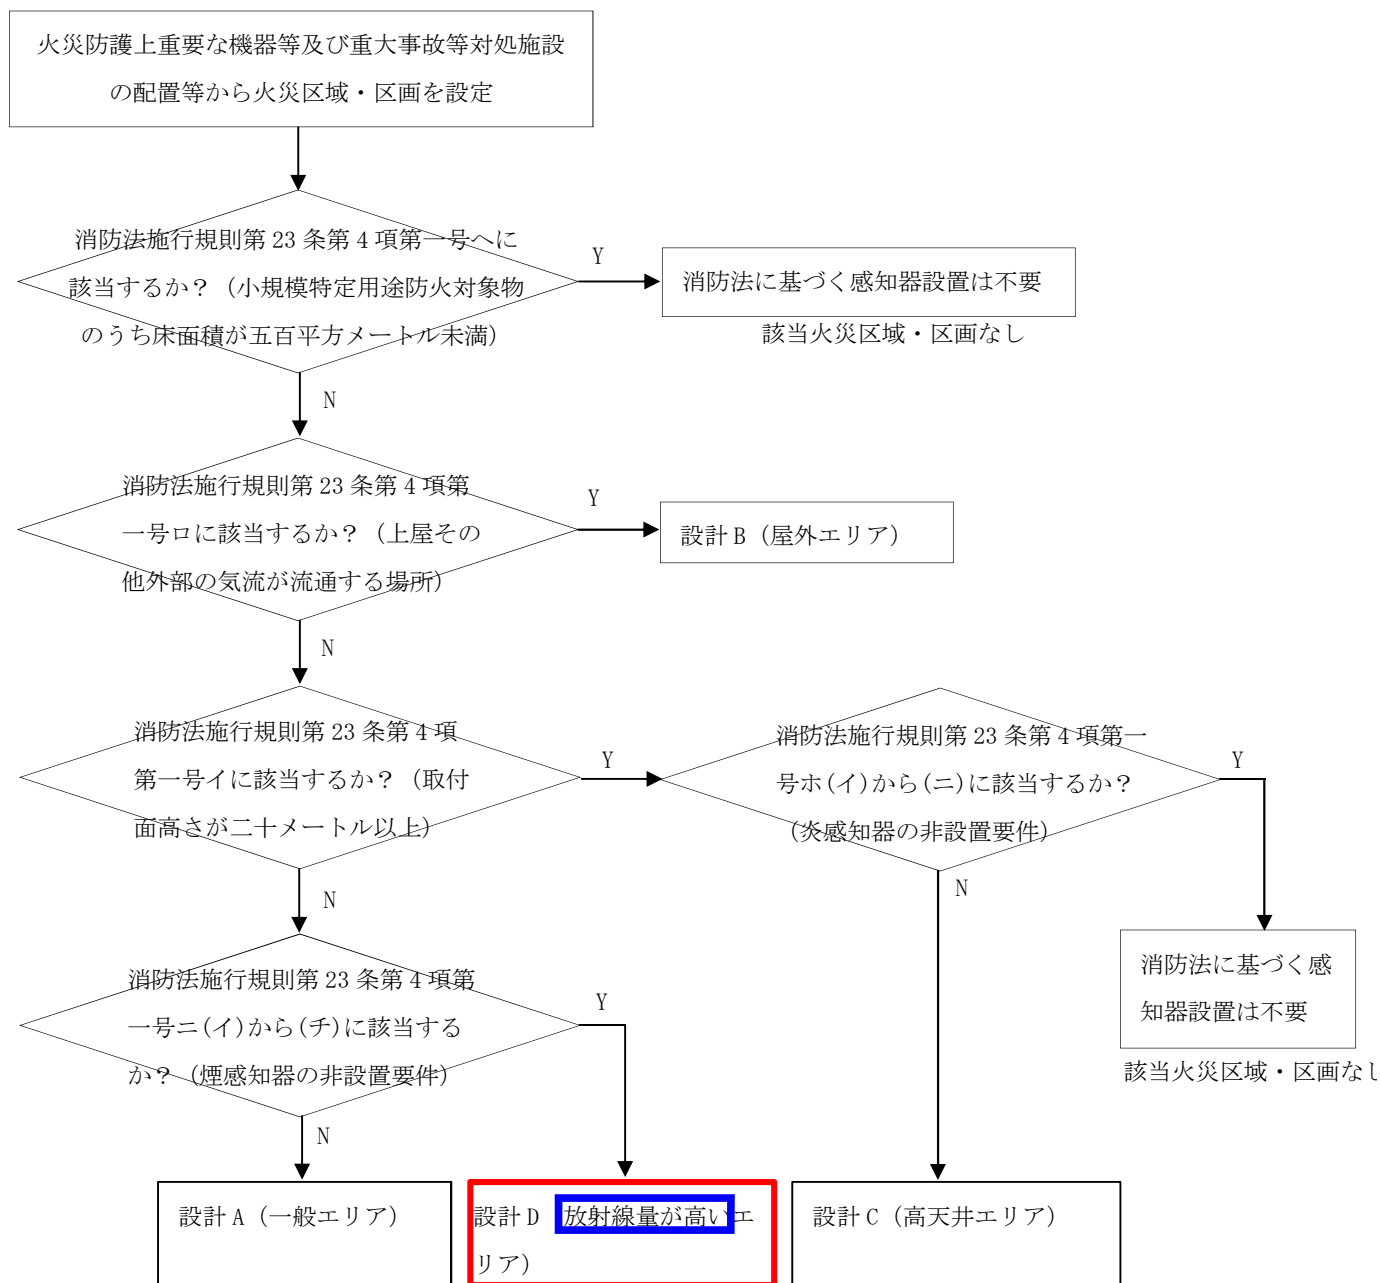 火災防護上重要な機器等及び重大事故等対処施設
の配置等から火災区域・区画を設定
消防法施行規則第 23 条第 4 項第一号ヘに
該当するか？（小規模特定用途防火対象物
のうち床面積が五百平方メートル未満）
Y
消防法に基づく感知器設置は不要
該当火災区域・区画なし
N
消防法施行規則第 23 条第 4 項第
一号ロに該当するか？（上屋その
他外部の気流が流通する場所）
Y
設計 B（屋外エリア）
N
消防法施行規則第 23 条第 4 項
第一号イに該当するか？（取付
面高さが二十メートル以上）
Y
消防法施行規則第 23 条第 4 項第一
号ホ(イ)から(ニ)に該当するか？
（炎感知器の非設置要件）
Y
N
N
消防法に基づく感
知器設置は不要
該当火災区域・区画なし
消防法施行規則第 23 条第 4 項第
一号ニ(イ)から(チ)に該当する
か？（煙感知器の非設置要件）
Y
N
設計 A（一般エリア）
設計 D 放射線量が高いエ
リア）
設計 C（高天井エリア）